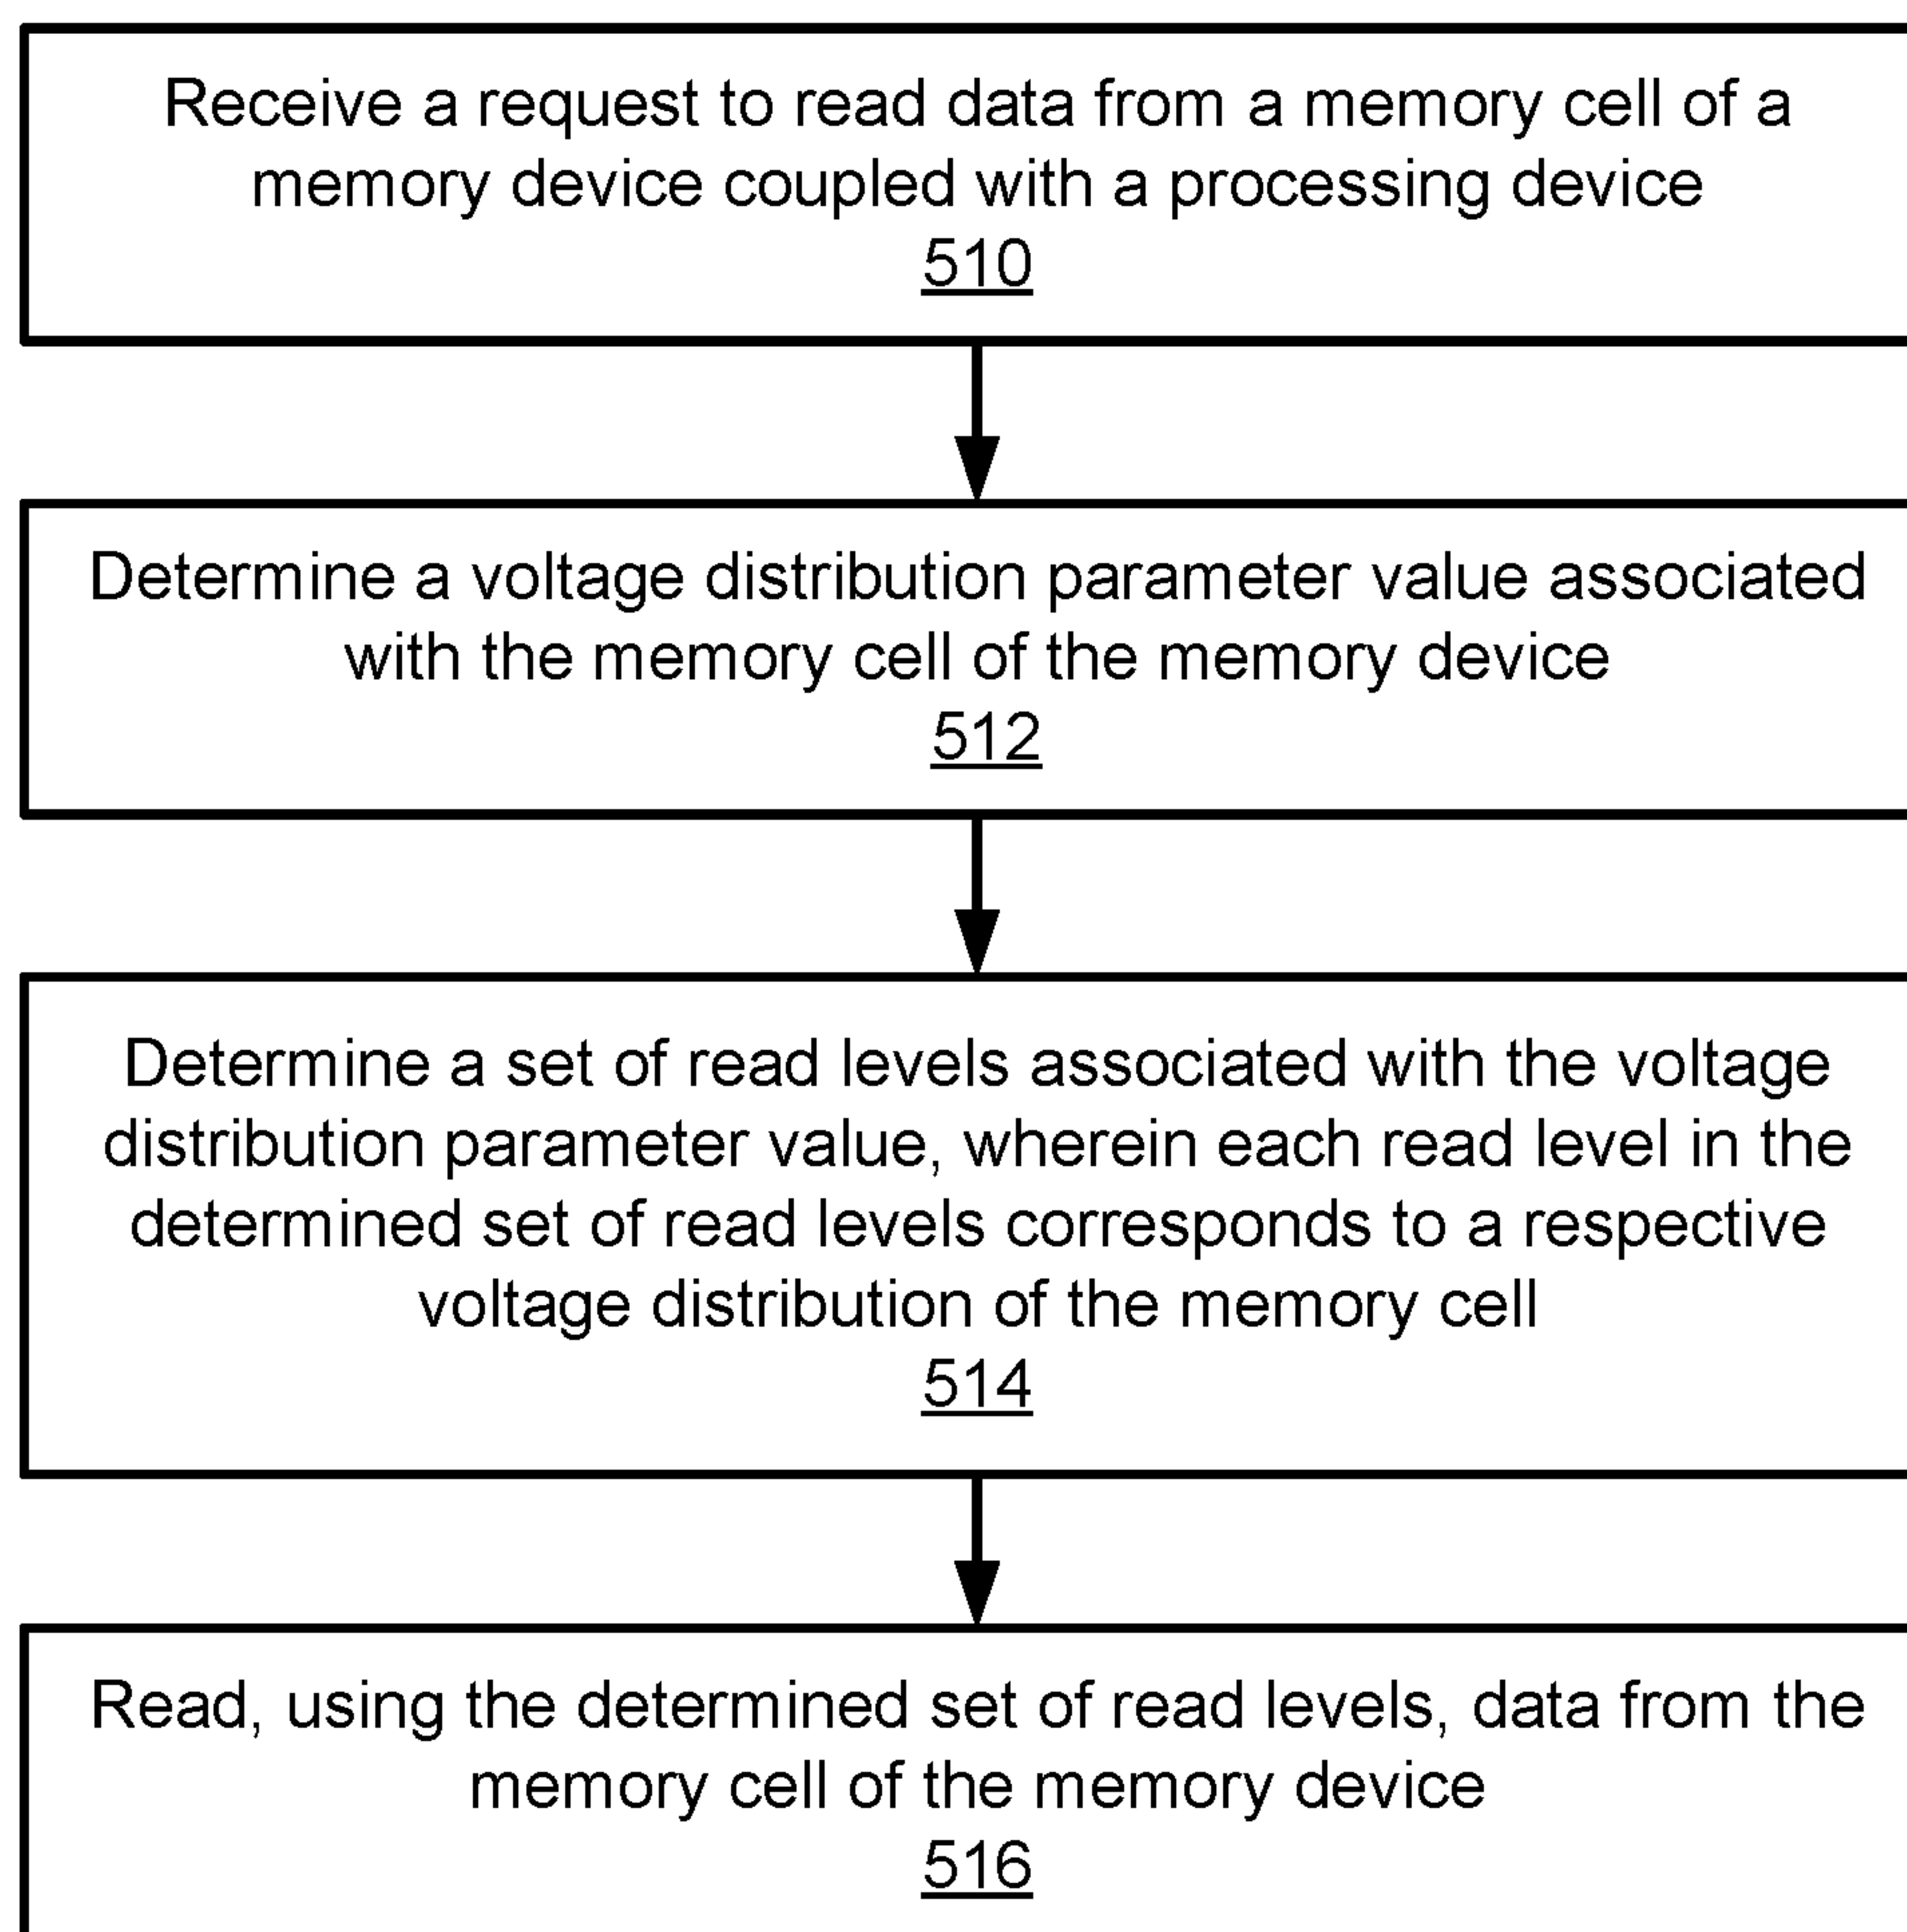 Receive a request to read data from a memory cell of a
memory device coupled with a processing device
510
Determine a voltage distribution parameter value associated
with the memory cell of the memory device
512
Determine a set of read levels associated with the voltage
distribution parameter value, wherein each read level in the
determined set of read levels corresponds to a respective
voltage distribution of the memory cell
514
Read, using the determined set of read levels, data from the
memory cell of the memory device
516